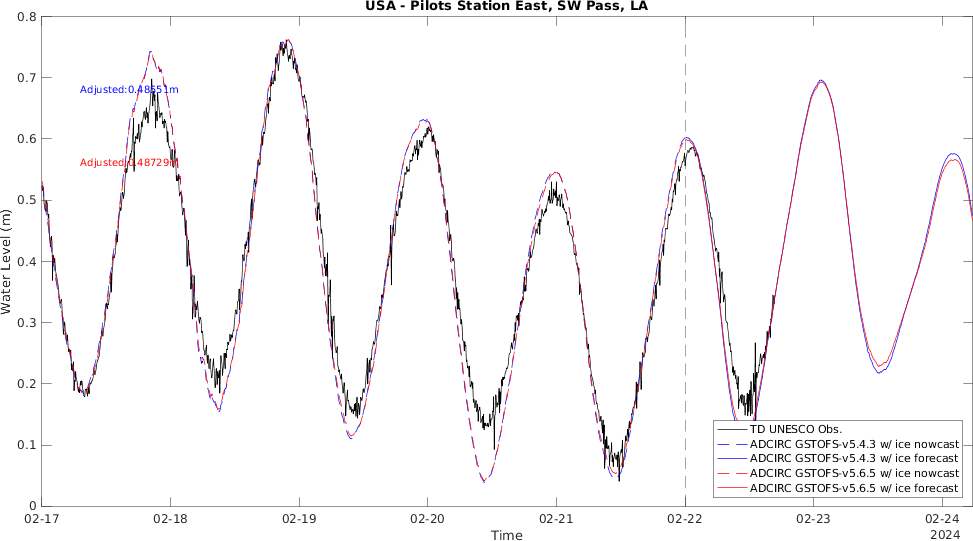 USA - Pilots Station East, SW Pass, LA
0.8
0.7
0.6
0.5
0.4
0.3
0.2
0.1
0
Water Level (m)
Adjusted:0.48551m
Adjusted:0.48729m
TD UNESCO Obs.
ADCIRC GSTOFS-v5.4.3 w/ ice nowcast
ADCIRC GSTOFS-v5.4.3 w/ ice forecast
ADCIRC GSTOFS-v5.6.5 w/ ice nowcast
ADCIRC GSTOFS-v5.6.5 w/ ice forecast
02-17
02-18
02-19
02-20
02-21
02-22
02-23
02-24
Time
2024